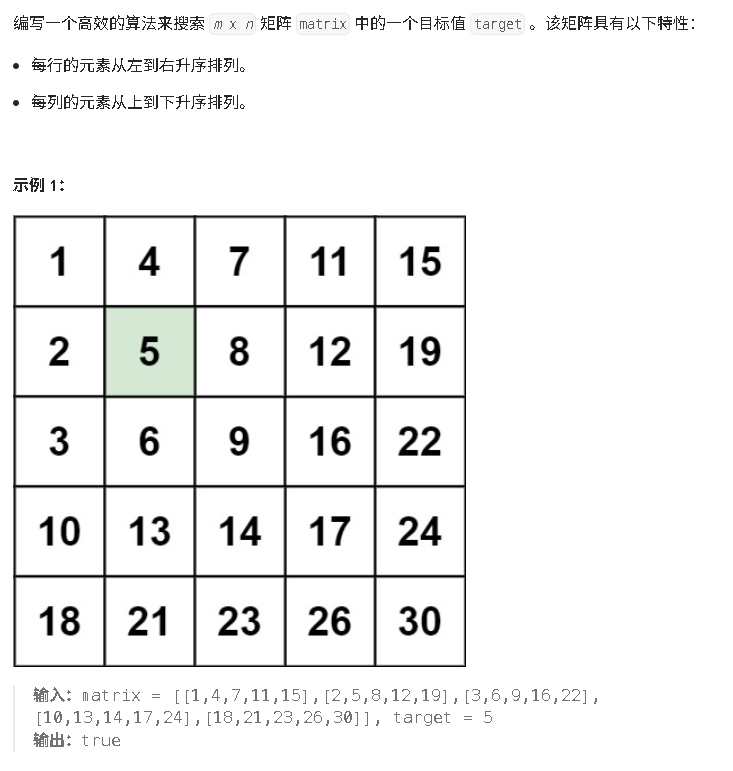 编写一个高效的算法来搜索 m x n 矩阵 matrix 中的一个目标值 target 。该矩阵具有以下特性：
• 每行的元素从左到右升序排列。
• 每列的元素从上到下升序排列。
示例 1：
1 4 7 11 15
2 5 8 12 19
3 6 9 16 22
10 13 14 17 24
18 21 23 26 30
输入：matrix = [[1,4,7,11,15],[2,5,8,12,19],[3,6,9,16,22],
[10,13,14,17,24],[18,21,23,26,30]], target = 5
输出：true